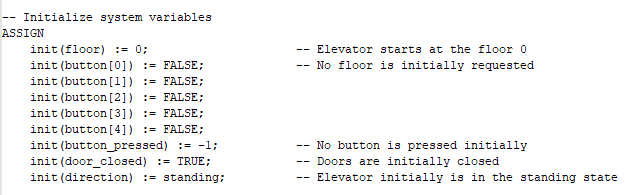 -- Initialize system variables
ASSIGN
    init(floor) := 0;                     -- Elevator starts at the floor 0
    init(button[0]) := FALSE;             -- No floor is initially requested
    init(button[1]) := FALSE;
    init(button[2]) := FALSE;
    init(button[3]) := FALSE;
    init(button[4]) := FALSE;
    init(button_pressed) := -1;           -- No button is pressed initially
    init(door_closed) := TRUE;            -- Doors are initially closed
    init(direction) := standing;          -- Elevator initially is in the standing state